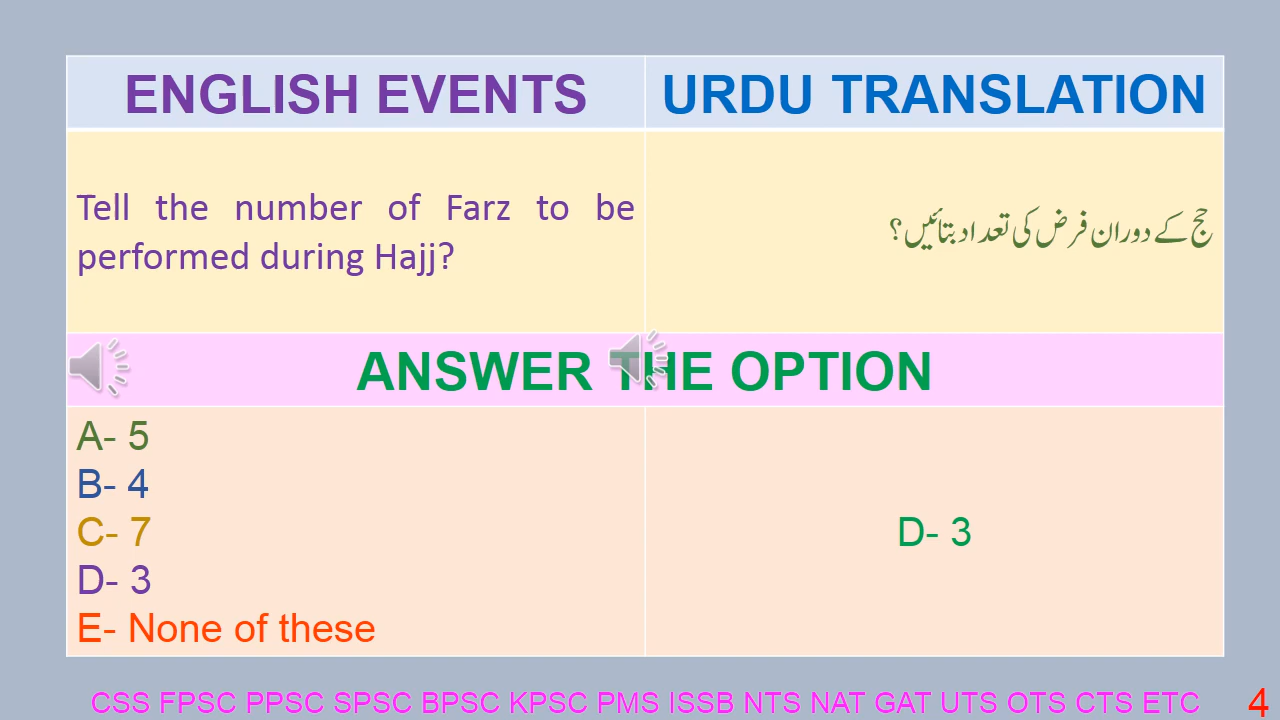 ENGLISH EVENTS
URDU TRANSLATION
Tell the number of Farz to be
performed during Hajj?
حج کے دوران فرض کی تعداد بتائیں؟
ANSWER THE OPTION
A- 5
B- 4
C- 7
D- 3
E- None of these
D- 3
CSS FPSC PPSC SPSC BPSC KPSC PMS ISSB NTS NAT GAT UTS OTS CTS ETC
4